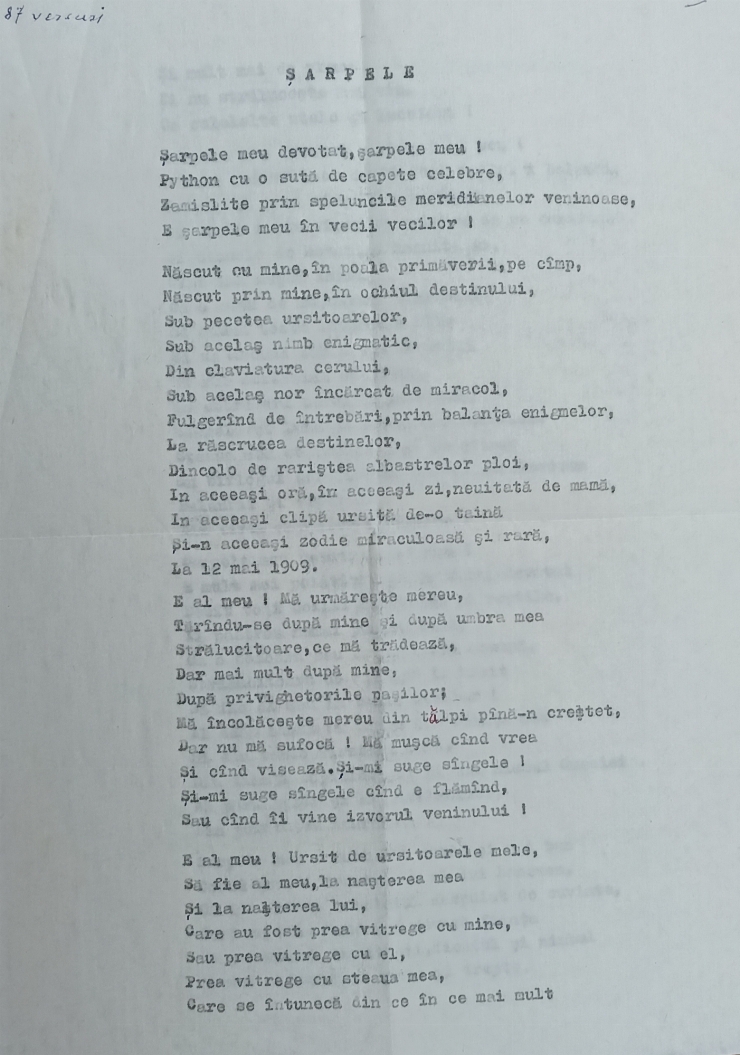 87 versuri
Ș A R P E L E
Șarpele meu devotat,șarpele meu !
Python cu o sută de capete celebre,
Zămislite prin speluncile meridianelor veninoase,
E șarpele meu în vecii vecilor !
Născut cu mine,în poala primăverii,pe cîmp,
Născut prin mine,în ochiul destinului,
Sub pecetea ursitoarelor,
Sub acelaș nimb enigmatic,
Din claviatura cerului,
Sub acelaș nor încărcat de miracol,
Fulgerînd de întrebări,prin balanța enigmelor,
La răscrucea destinelor,
Dincolo de rariștea albastrelor ploi,
In aceeași oră,în aceeași zi,neuitată de mamă,
In aceeași clipă ursită de-o taină
Și-n aceeași zodie miraculoasă și rară,
La 12 mai 1909.
E al meu ! Mă urmărește mereu,
Tîrîndu-se după mine și după umbra mea
Strălucitoare,ce mă trădează,
Dar mai mult după mine,
După privighetorile pașilor;
Mă încolăcește mereu din tălpi pînă-n creștet,
Dar nu mă sufocă ! Mă mușcă cînd vrea
Și cînd visează.Și-mi suge sîngele !
Și-mi suge sîngele cînd e flămînd,
Sau cînd îi vine izvorul veninului !
E al meu ! Ursit de ursitoarele mele,
Să fie al meu,la nașterea mea
Și la nașterea lui,
Care au fost prea vitrege cu mine,
Sau prea vitrege cu el,
Prea vitrege cu steaua mea,
Care se întunecă din ce în ce mai mult